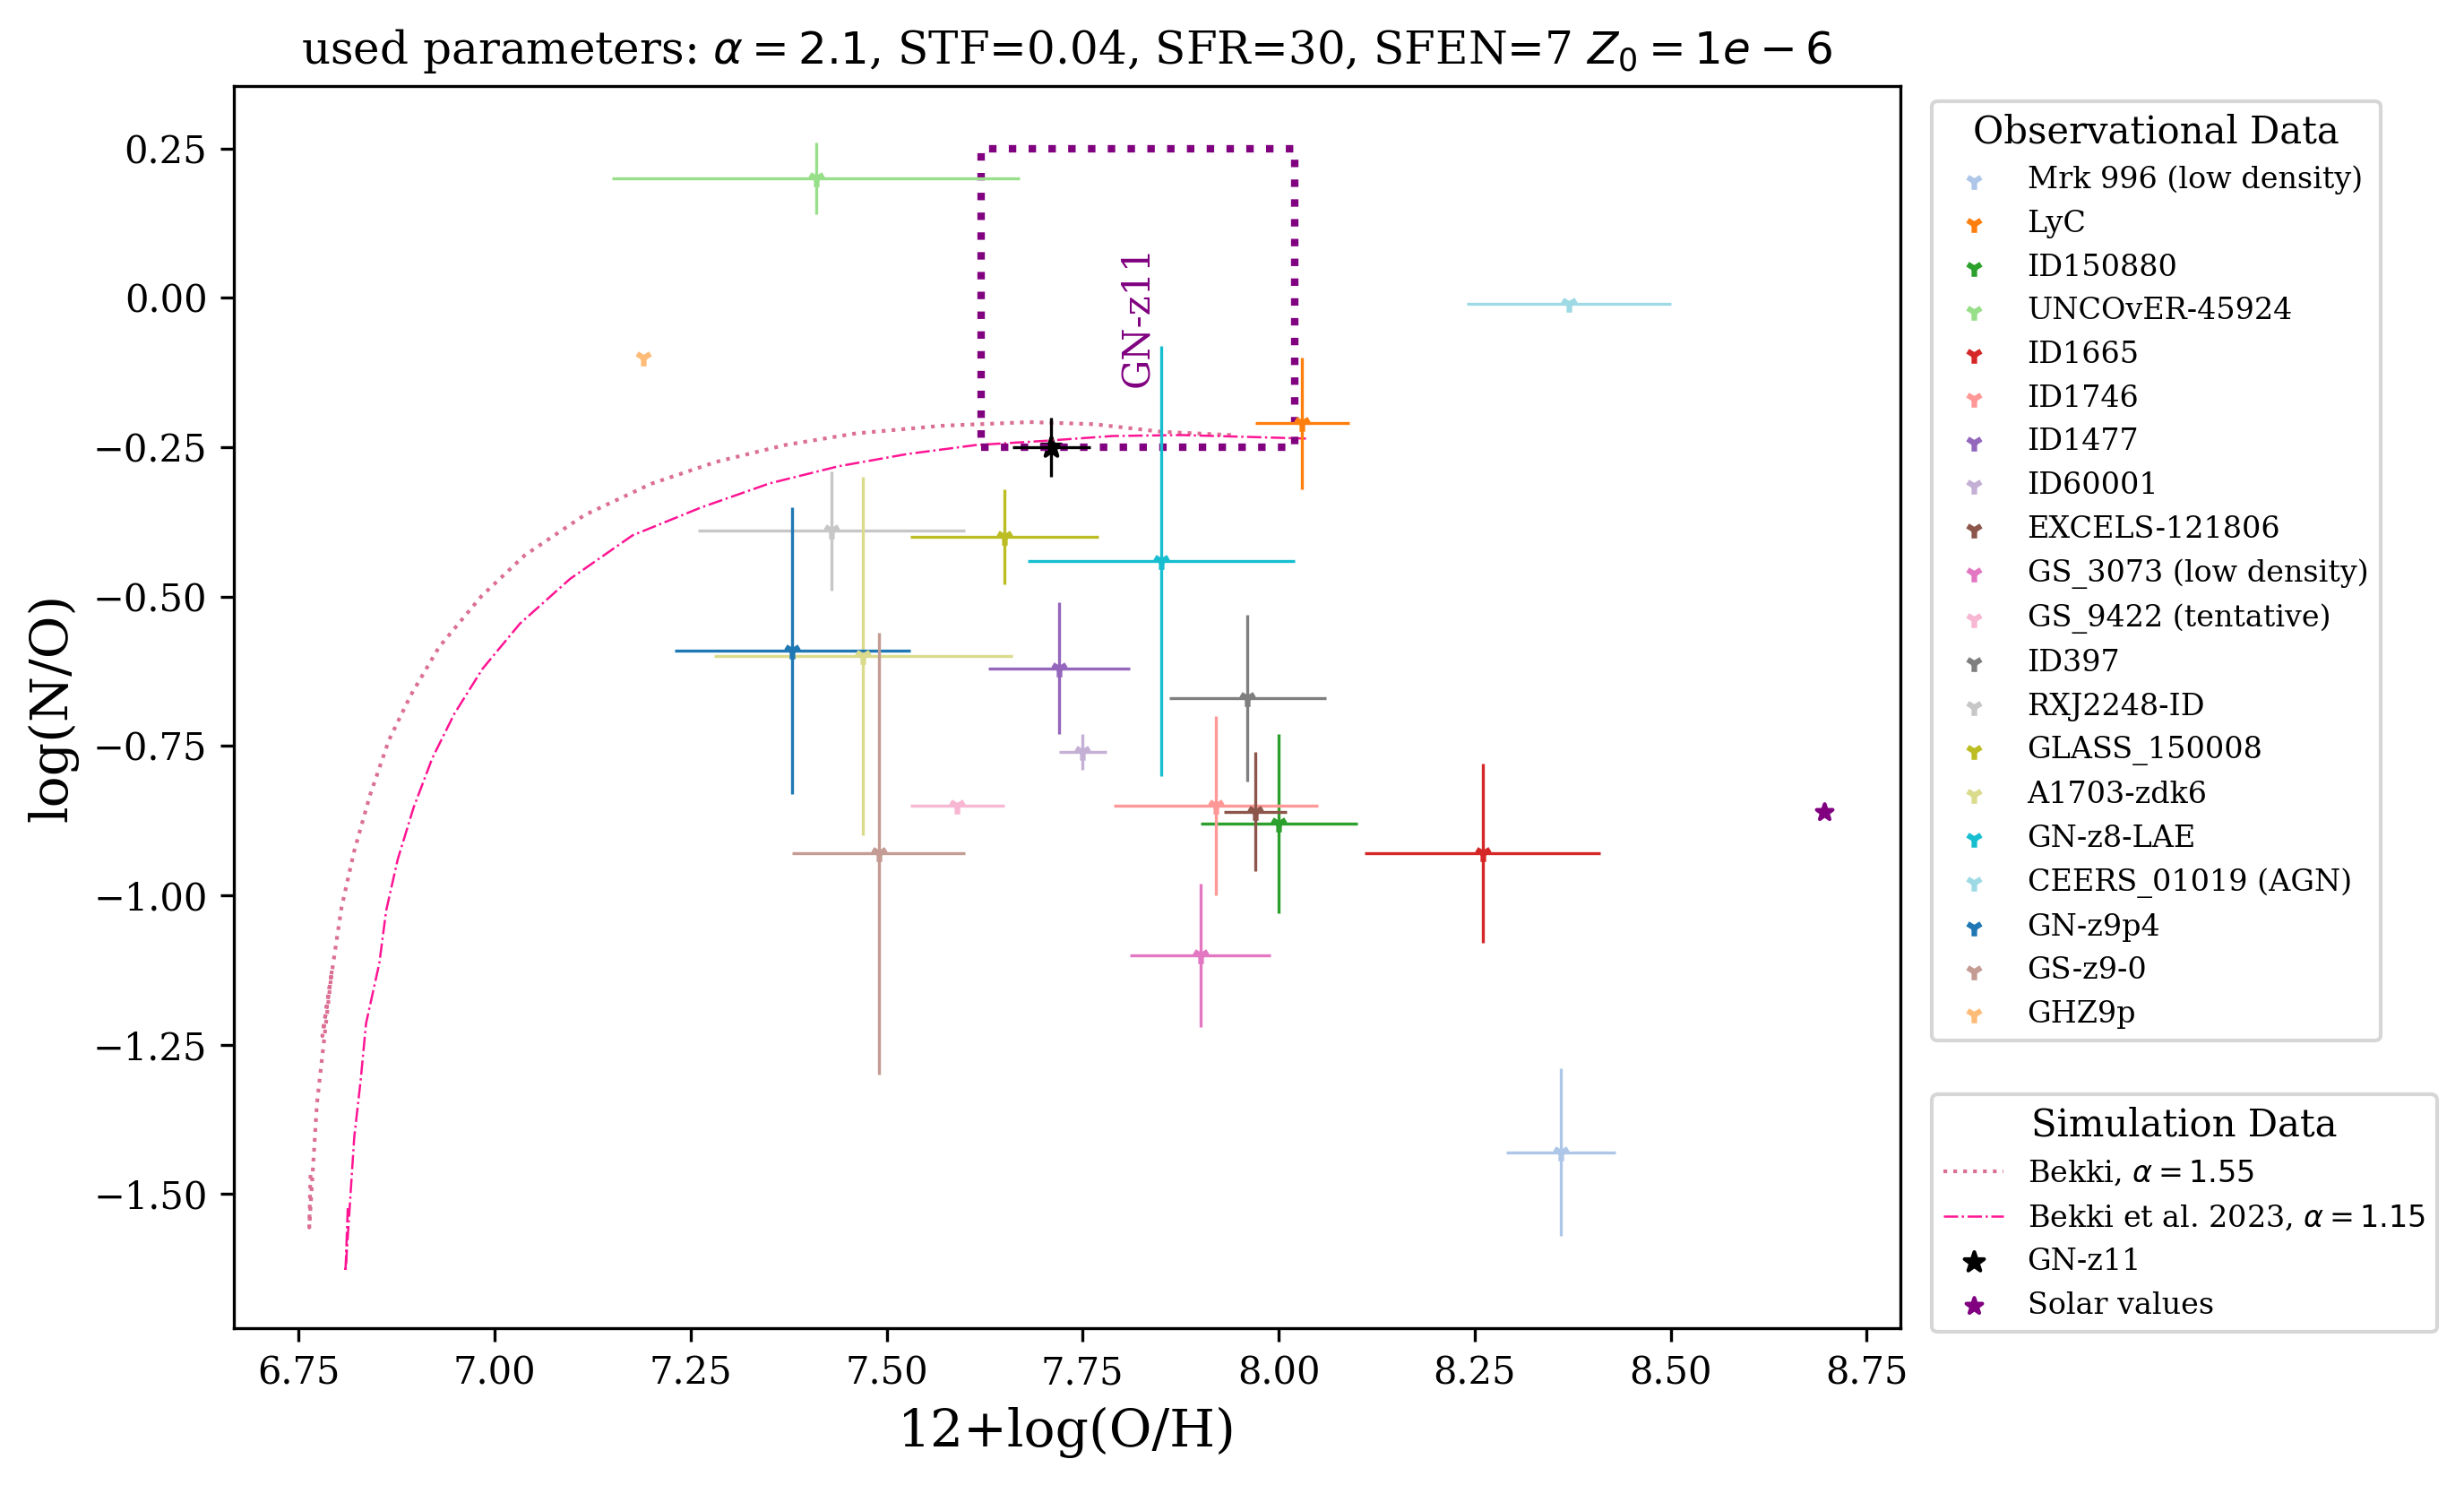 used parameters: α = 2.1, STF=0.04, SFR=30, SFEN=7 Z₀ = 1e − 6
log(N/O)
0.25
0.00
−0.25
−0.50
−0.75
−1.00
−1.25
−1.50
GN-z11
6.75 7.00 7.25 7.50 7.75 8.00 8.25 8.50 8.75
12+log(O/H)
Observational Data
Mrk 996 (low density)
LyC
ID150880
UNCOvER-45924
ID1665
ID1746
ID1477
ID60001
EXCELS-121806
GS_3073 (low density)
GS_9422 (tentative)
ID397
RXJ2248-ID
GLASS_150008
A1703-zdk6
GN-z8-LAE
CEERS_01019 (AGN)
GN-z9p4
GS-z9-0
GHZ9p
Simulation Data
Bekki, α = 1.55
Bekki et al. 2023, α = 1.15
GN-z11
Solar values